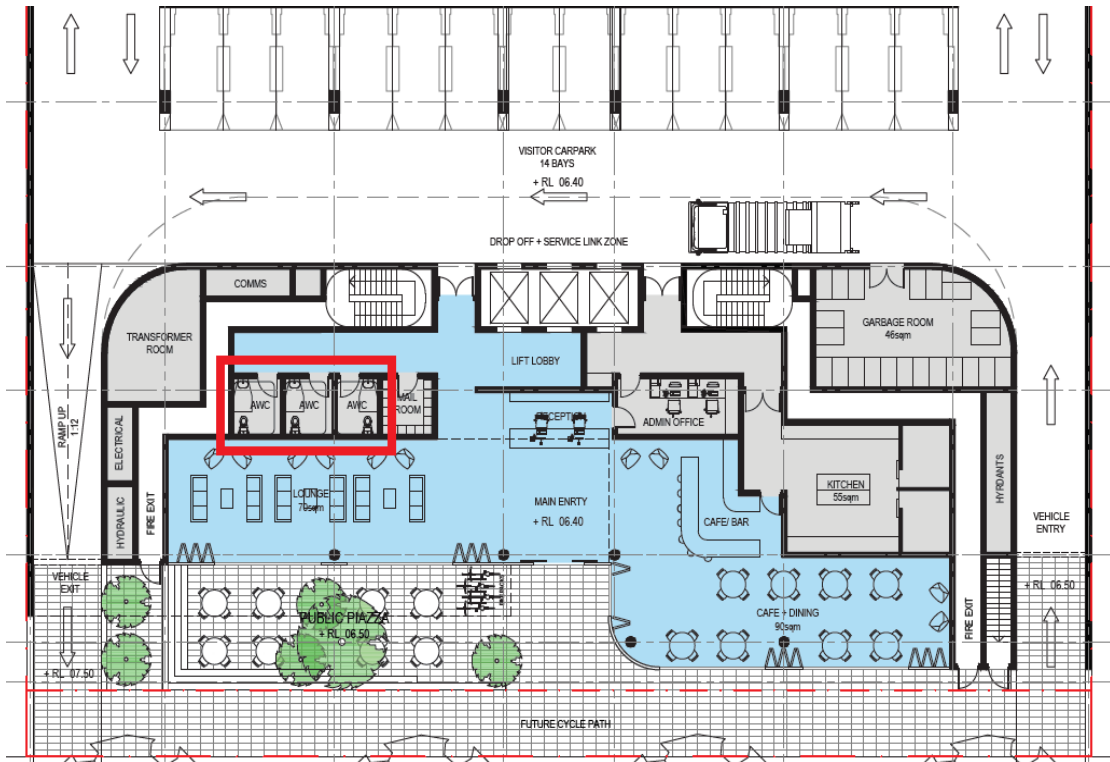 VISITOR CARPARK
14 BAYS
+ RL 06.40
DROP OFF + SERVICE LINK ZONE
COMMS
TRANSFORMER
ROOM
GARBAGE ROOM
46sqm
LIFT LOBBY
AWC
AWC
AWC
MAIL
ROOM
RECEPTION
ADMIN OFFICE
RAMP UP
1:12
ELECTRICAL
HYDRAULIC
FIRE EXIT
LOUNGE
79sqm
MAIN ENRTY
+ RL 06.40
CAFE/ BAR
KITCHEN
55sqm
HYRDANTS
VEHICLE
ENTRY
VEHICLE
EXIT
+ RL 06.50
PUBLIC PIAZZA
+ RL 06.50
CAFE + DINING
90sqm
FIRE EXIT
+ RL 07.50
FUTURE CYCLE PATH